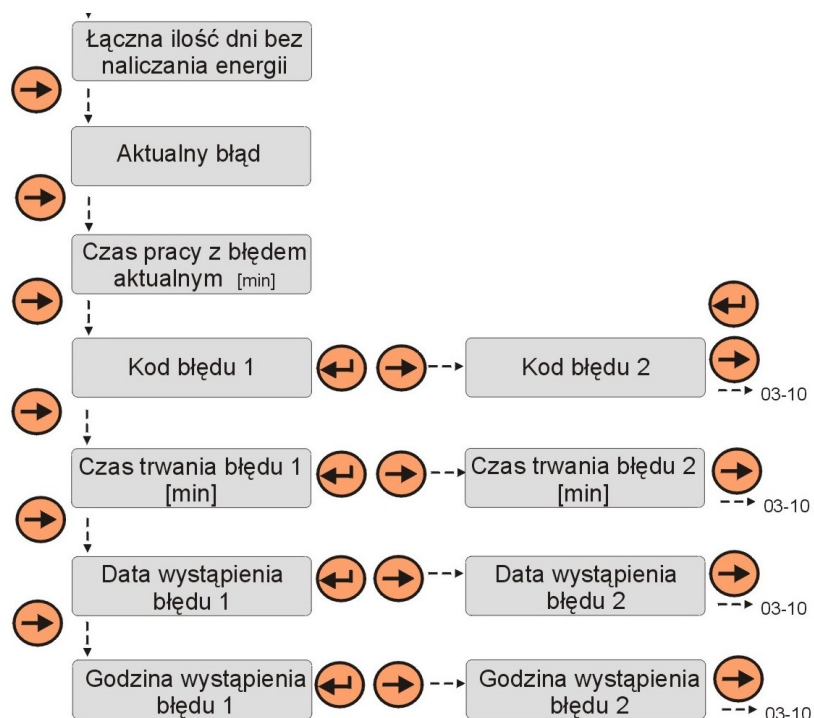 Łączna ilość dni bez
naliczania energii
Aktualny błąd
Czas pracy z błędem
aktualnym [min]
Kod błędu 1
Kod błędu 2
03-10
Czas trwania błędu 1
[min]
Czas trwania błędu 2
[min]
03-10
Data wystąpienia
błędu 1
Data wystąpienia
błędu 2
03-10
Godzina wystąpienia
błędu 1
Godzina wystąpienia
błędu 2
03-10